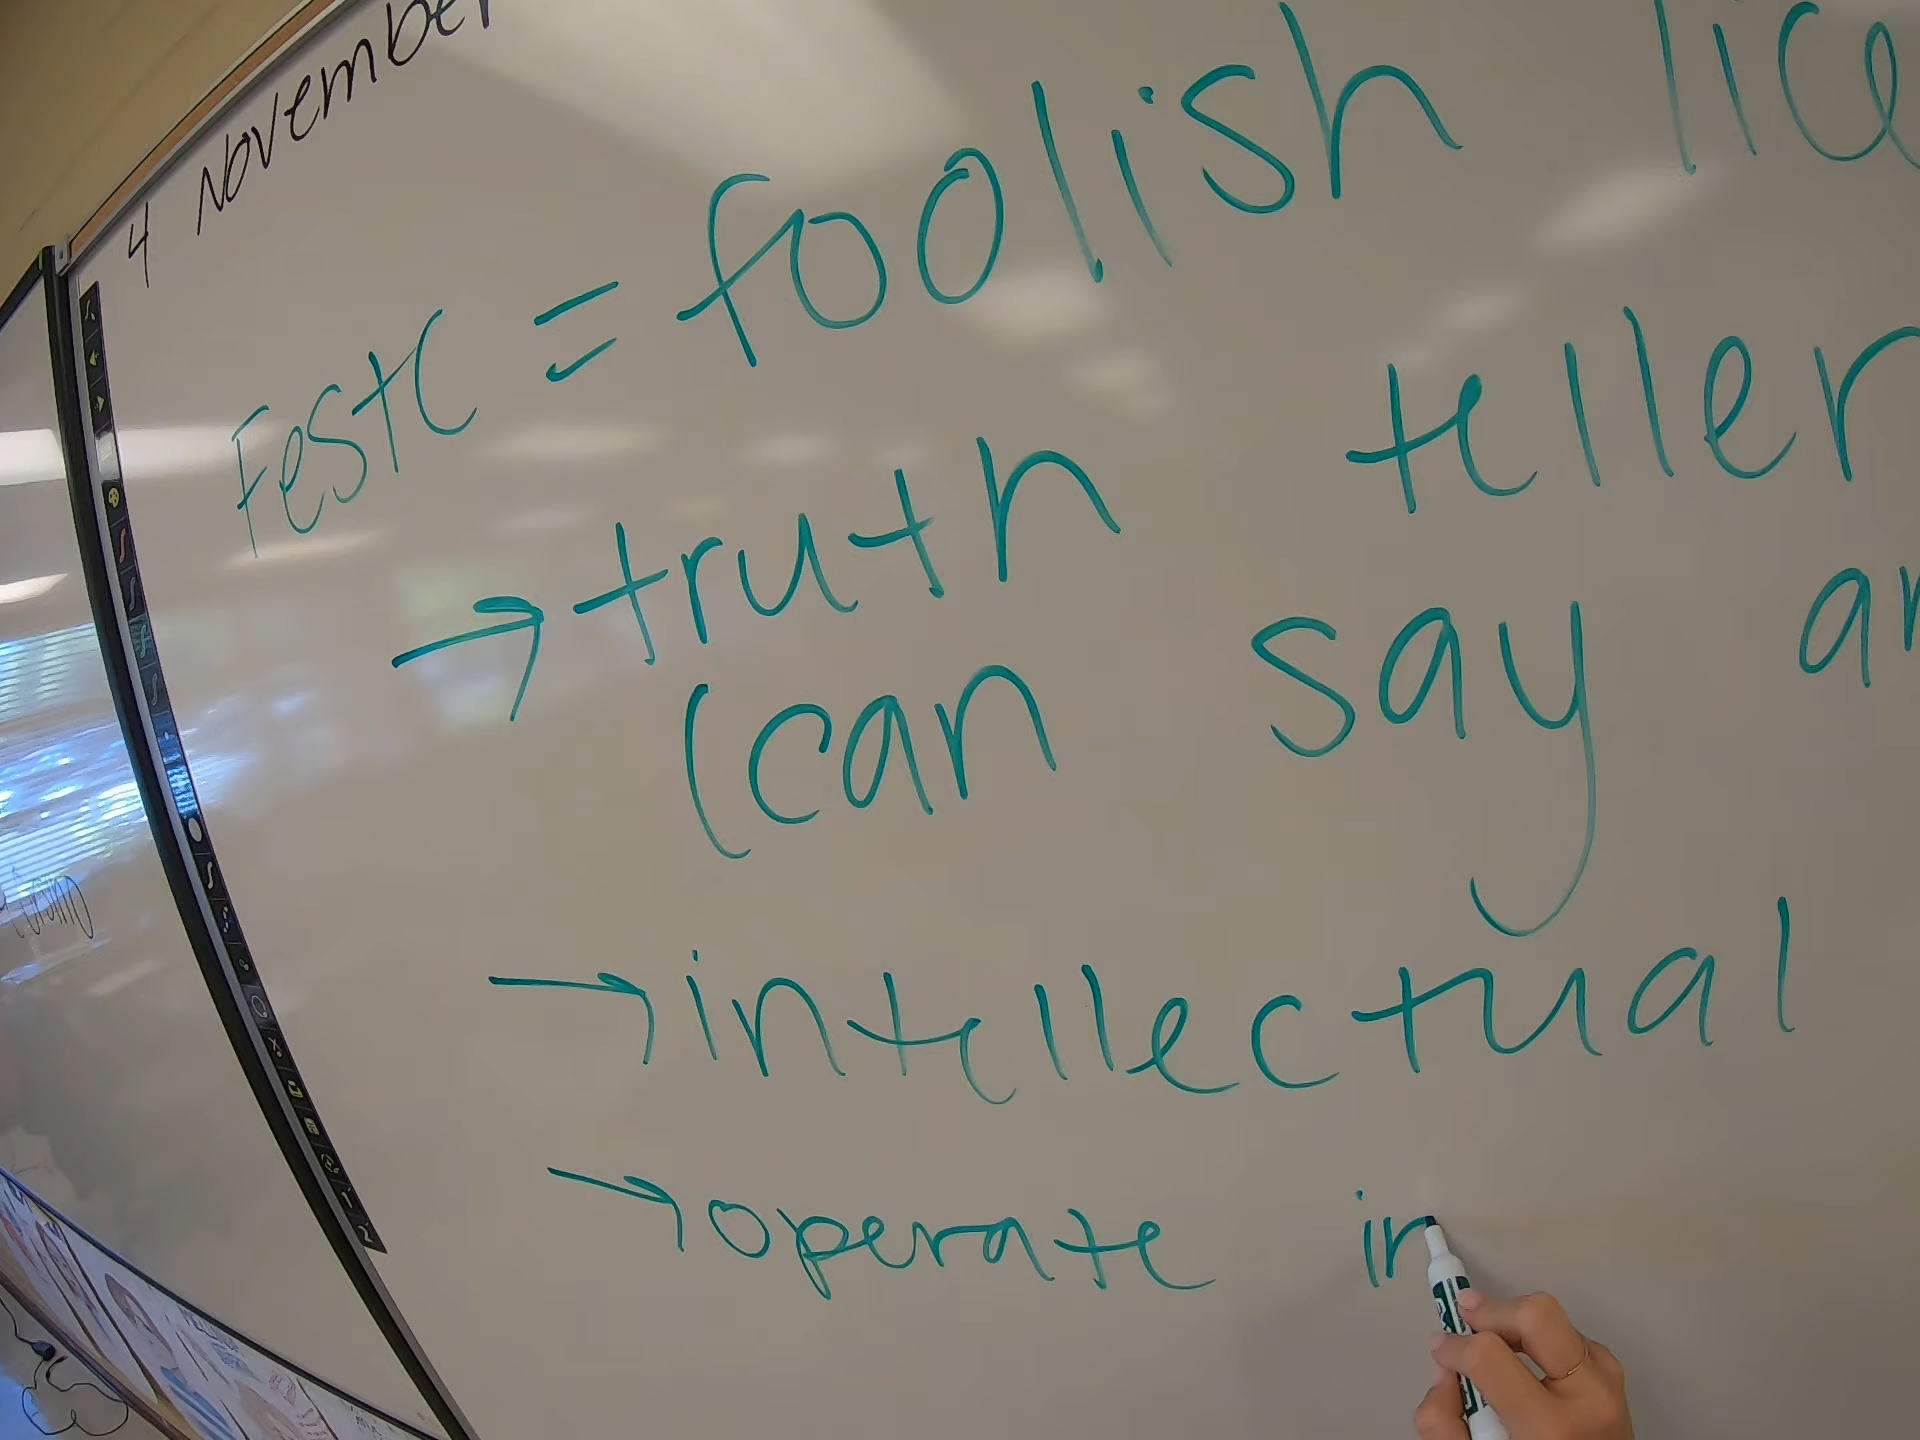 4 November
Feste = foolish lice
truth teller
(can say an
→ intellectual
→ operate in